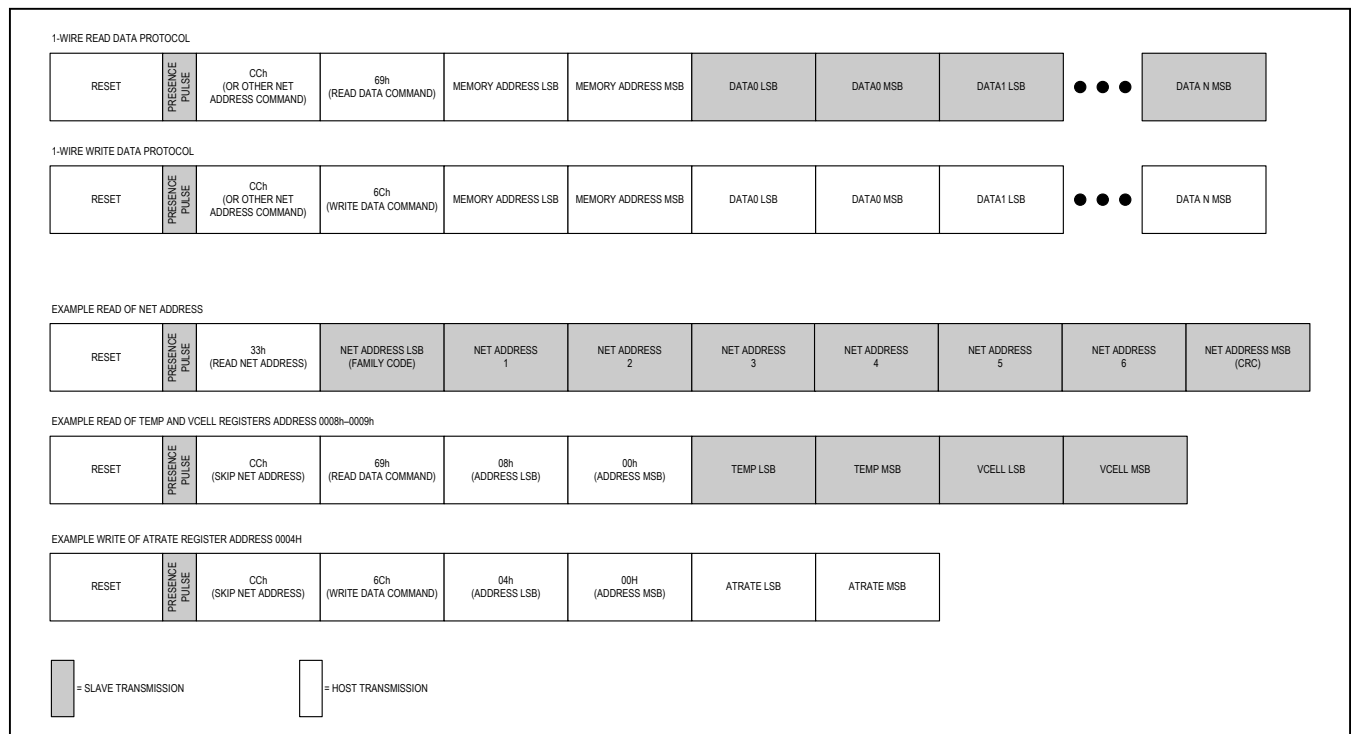 1-WIRE READ DATA PROTOCOL
RESET
PRESENCE
PULSE
CCh
(OR OTHER NET
ADDRESS COMMAND)
69h
(READ DATA COMMAND)
MEMORY ADDRESS LSB
MEMORY ADDRESS MSB
DATA0 LSB
DATA0 MSB
DATA1 LSB
DATA N MSB
1-WIRE WRITE DATA PROTOCOL
RESET
PRESENCE
PULSE
CCh
(OR OTHER NET
ADDRESS COMMAND)
6Ch
(WRITE DATA COMMAND)
MEMORY ADDRESS LSB
MEMORY ADDRESS MSB
DATA0 LSB
DATA0 MSB
DATA1 LSB
DATA N MSB
EXAMPLE READ OF NET ADDRESS
RESET
PRESENCE
PULSE
33h
(READ NET ADDRESS)
NET ADDRESS LSB
(FAMILY CODE)
NET ADDRESS
1
NET ADDRESS
2
NET ADDRESS
3
NET ADDRESS
4
NET ADDRESS
5
NET ADDRESS
6
NET ADDRESS MSB
(CRC)
EXAMPLE READ OF TEMP AND VCELL REGISTERS ADDRESS 0008h–0009h
RESET
PRESENCE
PULSE
CCh
(SKIP NET ADDRESS)
69h
(READ DATA COMMAND)
08h
(ADDRESS LSB)
00h
(ADDRESS MSB)
TEMP LSB
TEMP MSB
VCELL LSB
VCELL MSB
EXAMPLE WRITE OF ATRATE REGISTER ADDRESS 0004H
RESET
PRESENCE
PULSE
CCh
(SKIP NET ADDRESS)
6Ch
(WRITE DATA COMMAND)
04h
(ADDRESS LSB)
00H
(ADDRESS MSB)
ATRATE LSB
ATRATE MSB
= SLAVE TRANSMISSION
= HOST TRANSMISSION